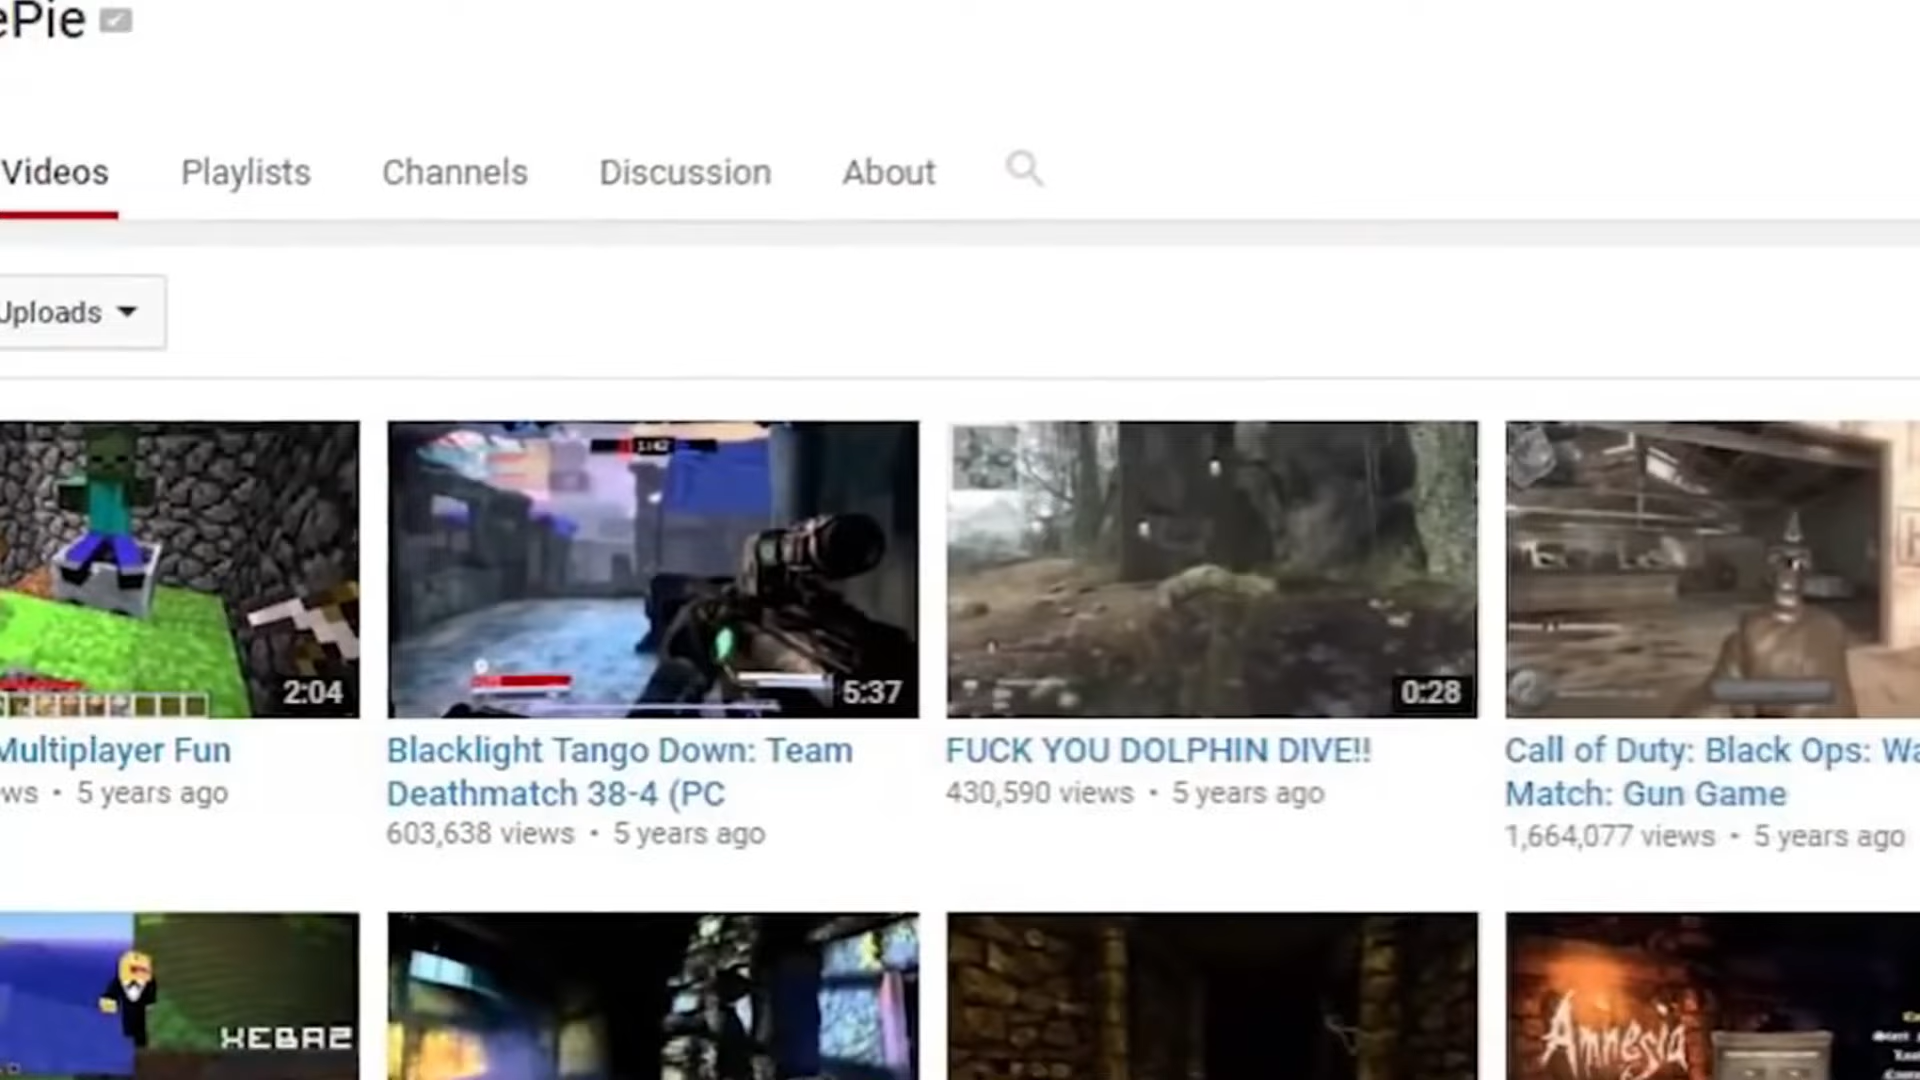 ePie
Videos Playlists Channels Discussion About
Uploads
1:42
2:04
5:37
0:28
Multiplayer Fun
Blacklight Tango Down: Team
Deathmatch 38-4 (PC
FUCK YOU DOLPHIN DIVE!!
Call of Duty: Black Ops: Wa
Match: Gun Game
ws • 5 years ago
603,638 views • 5 years ago
430,590 views • 5 years ago
1,664,077 views • 5 years ago
XEBAZ
Amnesia